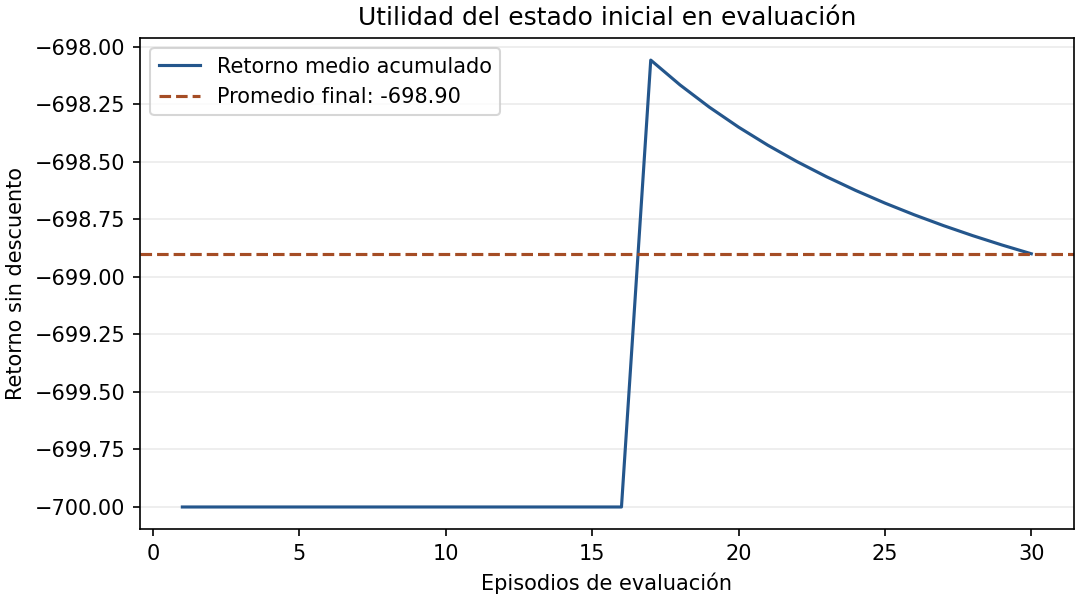 Utilidad del estado inicial en evaluación
Retorno medio acumulado
Promedio final: -698.90
Retorno sin descuento
−698.00
−698.25
−698.50
−698.75
−699.00
−699.25
−699.50
−699.75
−700.00
0 5 10 15 20 25 30
Episodios de evaluación